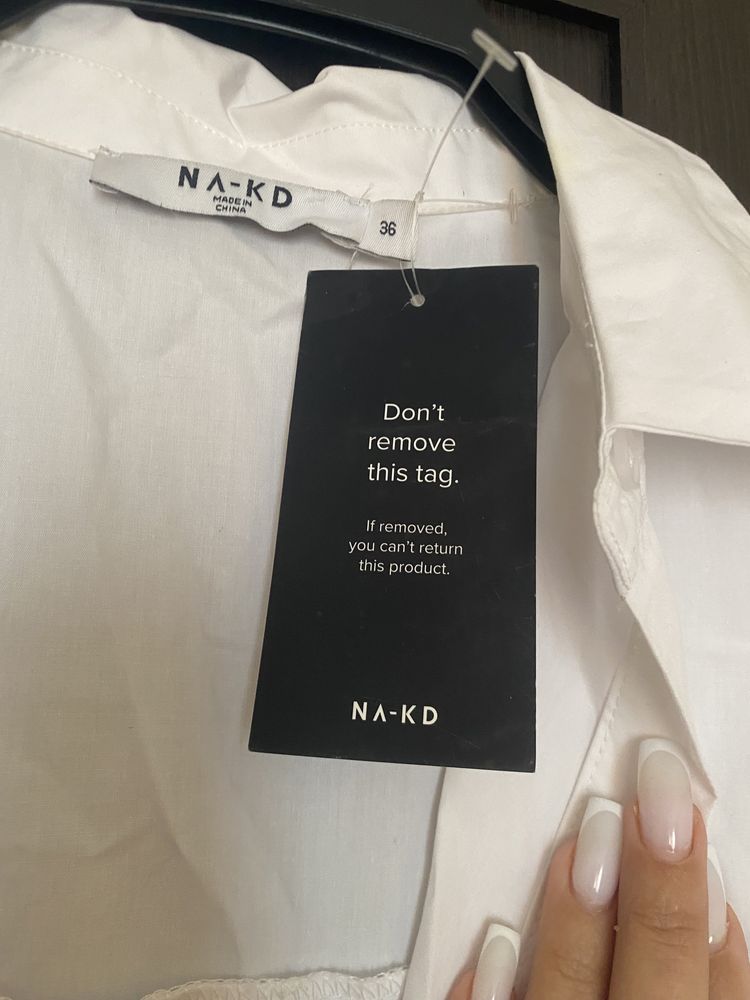 NA-KD
MADE IN
CHINA
36
Don't
remove
this tag.
If removed,
you can't return
this product.
NA-KD